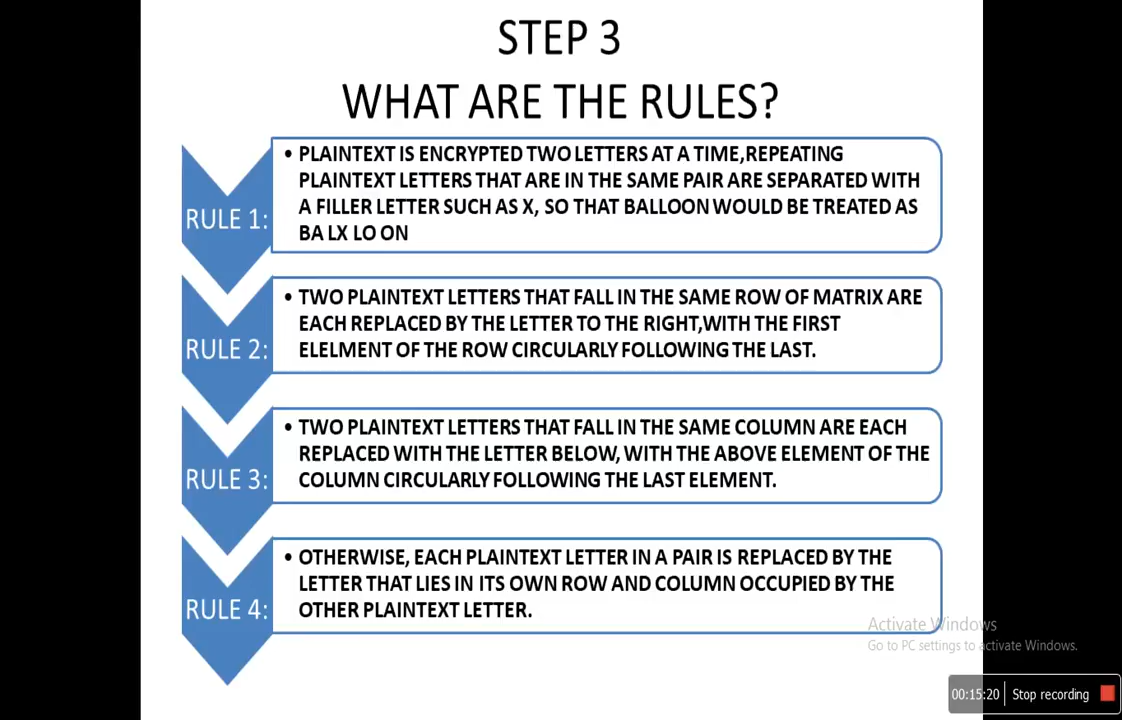 STEP 3
WHAT ARE THE RULES?
RULE 1:
• PLAINTEXT IS ENCRYPTED TWO LETTERS AT A TIME,REPEATING
PLAINTEXT LETTERS THAT ARE IN THE SAME PAIR ARE SEPARATED WITH
A FILLER LETTER SUCH AS X, SO THAT BALLOON WOULD BE TREATED AS
BA LX LO ON
RULE 2:
• TWO PLAINTEXT LETTERS THAT FALL IN THE SAME ROW OF MATRIX ARE
EACH REPLACED BY THE LETTER TO THE RIGHT,WITH THE FIRST
ELELMENT OF THE ROW CIRCULARLY FOLLOWING THE LAST.
RULE 3:
• TWO PLAINTEXT LETTERS THAT FALL IN THE SAME COLUMN ARE EACH
REPLACED WITH THE LETTER BELOW, WITH THE ABOVE ELEMENT OF THE
COLUMN CIRCULARLY FOLLOWING THE LAST ELEMENT.
RULE 4:
• OTHERWISE, EACH PLAINTEXT LETTER IN A PAIR IS REPLACED BY THE
LETTER THAT LIES IN ITS OWN ROW AND COLUMN OCCUPIED BY THE
OTHER PLAINTEXT LETTER.
Activate Windows
Go to PC settings to activate Windows.
00:15:20 Stop recording